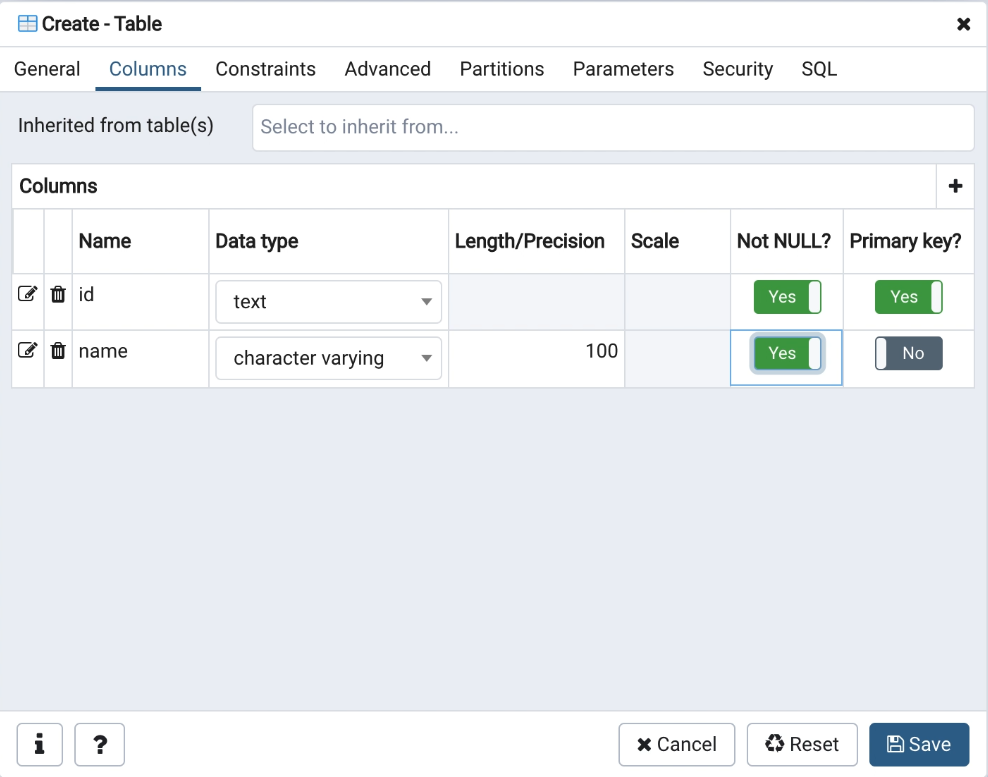 Create - Table
General Columns Constraints Advanced Partitions Parameters Security SQL
Inherited from table(s) Select to inherit from...
Columns
Name Data type Length/Precision Scale Not NULL? Primary key?
id text Yes Yes
name character varying 100 Yes No
Cancel Reset Save